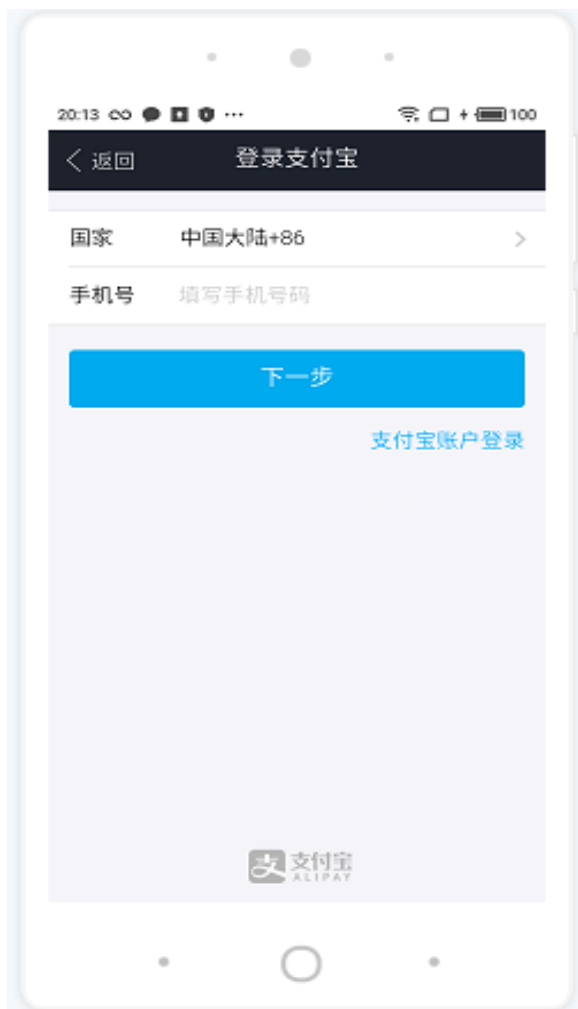 20:13 ··· 100
返回 登录支付宝
国家 中国大陆+86
手机号 填写手机号码
下一步
支付宝账户登录
支 支付宝
ALIPAY